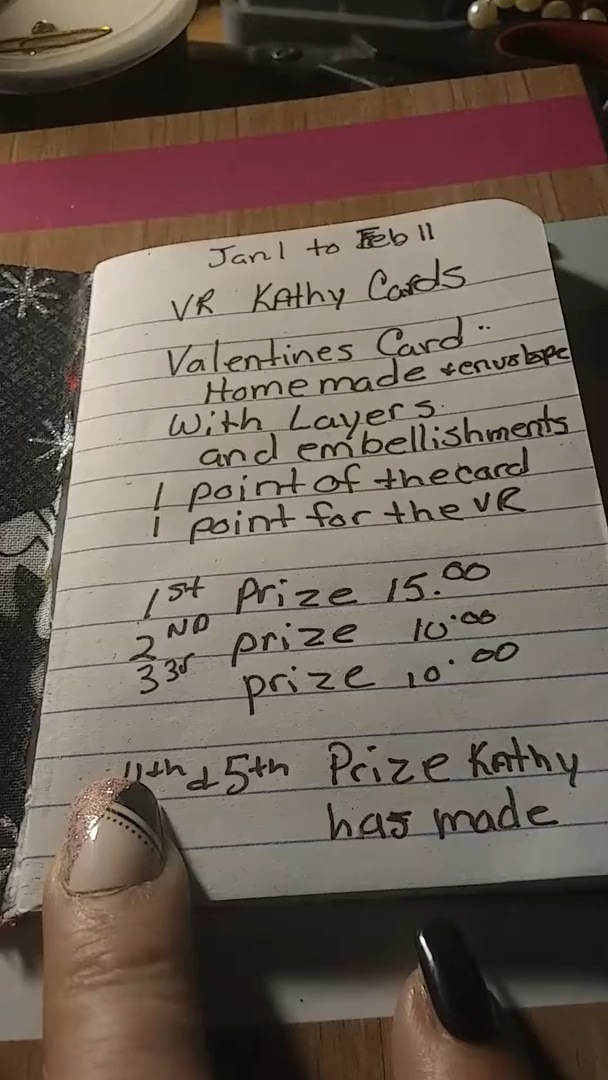 Jan 1 to Feb 11
VR Kathy Cards
Valentines Card ..
Homemade + envelope
With Layers.
and embellishments
1 point of the card
1 point for the VR
1st Prize 15.00
2ND prize 10.00
3 3r prize 10.00
4th & 5th Prize Kathy
has made